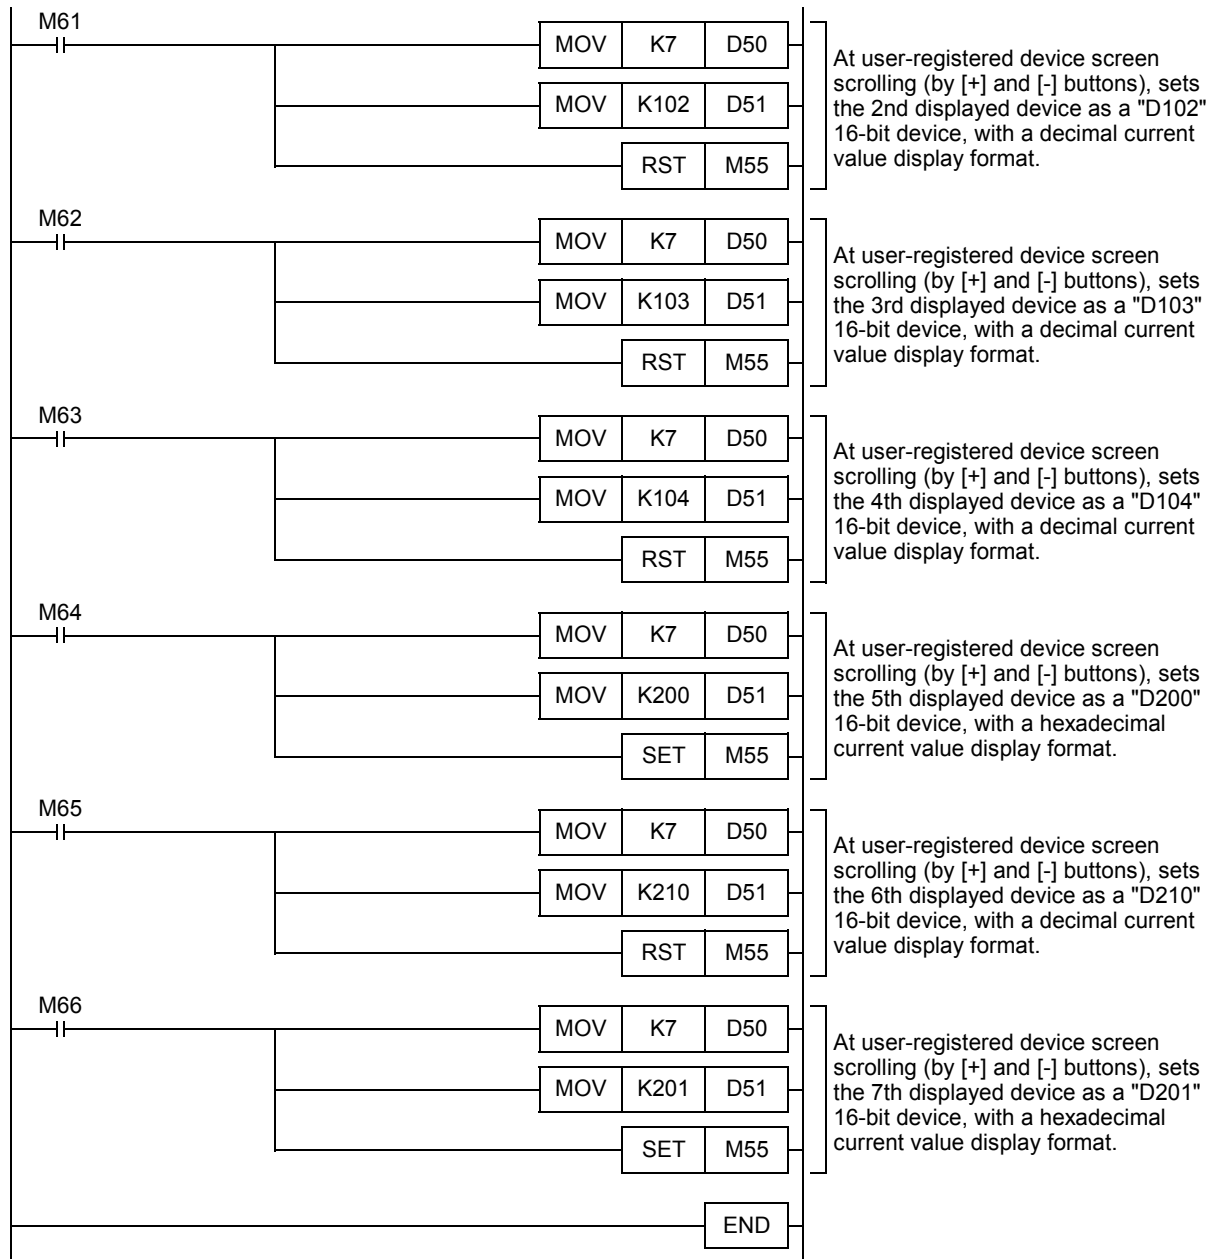 M61
MOV K7 D50
MOV K102 D51
RST M55
At user-registered device screen
scrolling (by [+] and [-] buttons), sets
the 2nd displayed device as a "D102"
16-bit device, with a decimal current
value display format.
M62
MOV K7 D50
MOV K103 D51
RST M55
At user-registered device screen
scrolling (by [+] and [-] buttons), sets
the 3rd displayed device as a "D103"
16-bit device, with a decimal current
value display format.
M63
MOV K7 D50
MOV K104 D51
RST M55
At user-registered device screen
scrolling (by [+] and [-] buttons), sets
the 4th displayed device as a "D104"
16-bit device, with a decimal current
value display format.
M64
MOV K7 D50
MOV K200 D51
SET M55
At user-registered device screen
scrolling (by [+] and [-] buttons), sets
the 5th displayed device as a "D200"
16-bit device, with a hexadecimal
current value display format.
M65
MOV K7 D50
MOV K210 D51
RST M55
At user-registered device screen
scrolling (by [+] and [-] buttons), sets
the 6th displayed device as a "D210"
16-bit device, with a decimal current
value display format.
M66
MOV K7 D50
MOV K201 D51
SET M55
At user-registered device screen
scrolling (by [+] and [-] buttons), sets
the 7th displayed device as a "D201"
16-bit device, with a hexadecimal
current value display format.
END